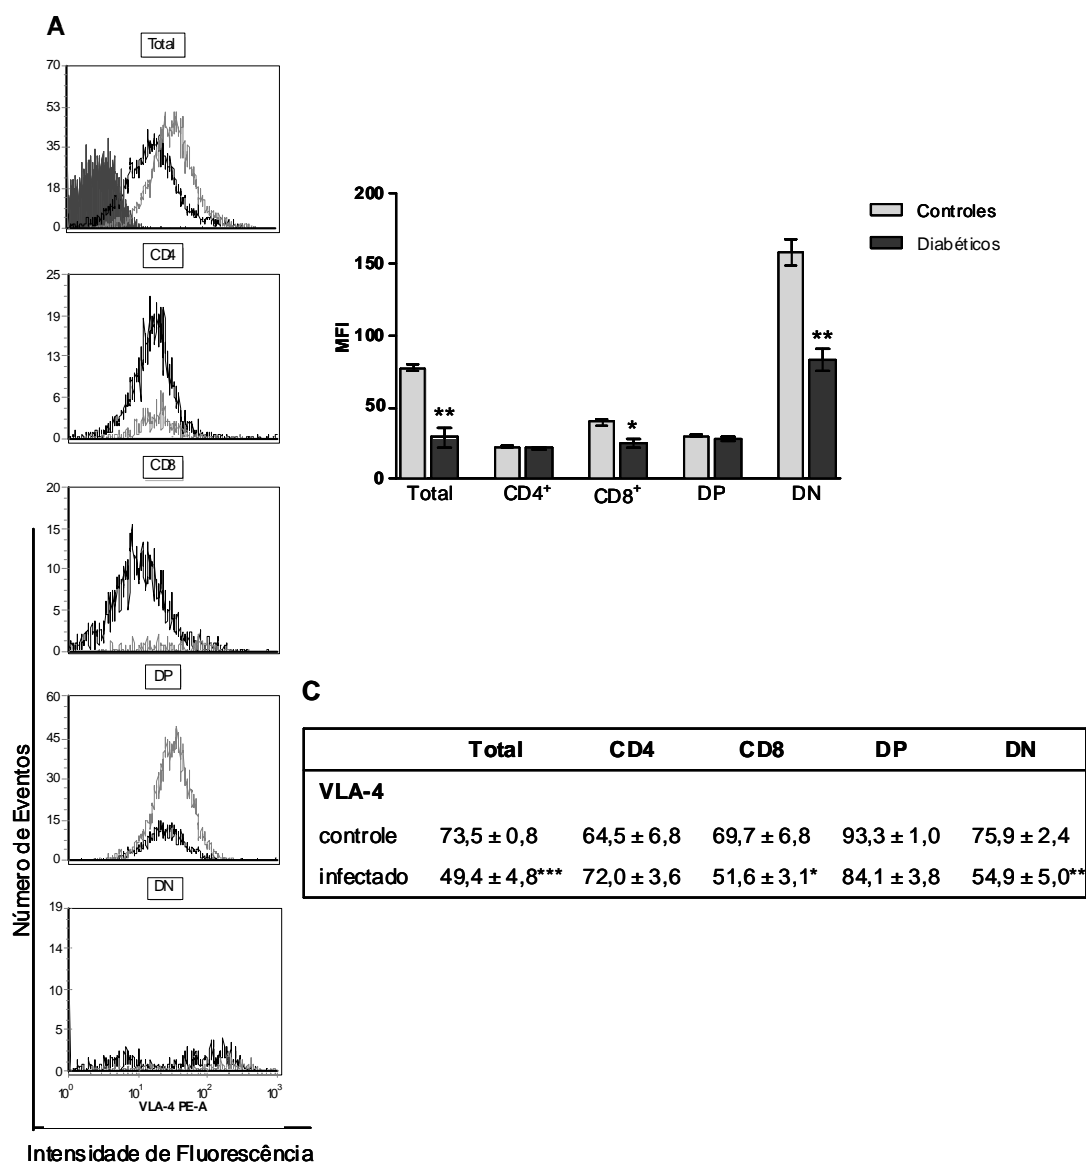 A
Total
70
53
35
18
0
CD4
25
19
13
6
0
CD8
20
15
10
5
0
DP
60
45
30
15
0
DN
19
14
10
5
0
10⁰ 10¹ 10² 10³
VLA-4 PE-A
Número de Eventos
Intensidade de Fluorescência
200
150
100
50
0
MFI
** * **
Total CD4⁺ CD8⁺ DP DN
Controles
Diabéticos
C
Total CD4 CD8 DP DN
VLA-4
controle 73,5 ± 0,8 64,5 ± 6,8 69,7 ± 6,8 93,3 ± 1,0 75,9 ± 2,4
infectado 49,4 ± 4,8*** 72,0 ± 3,6 51,6 ± 3,1* 84,1 ± 3,8 54,9 ± 5,0**